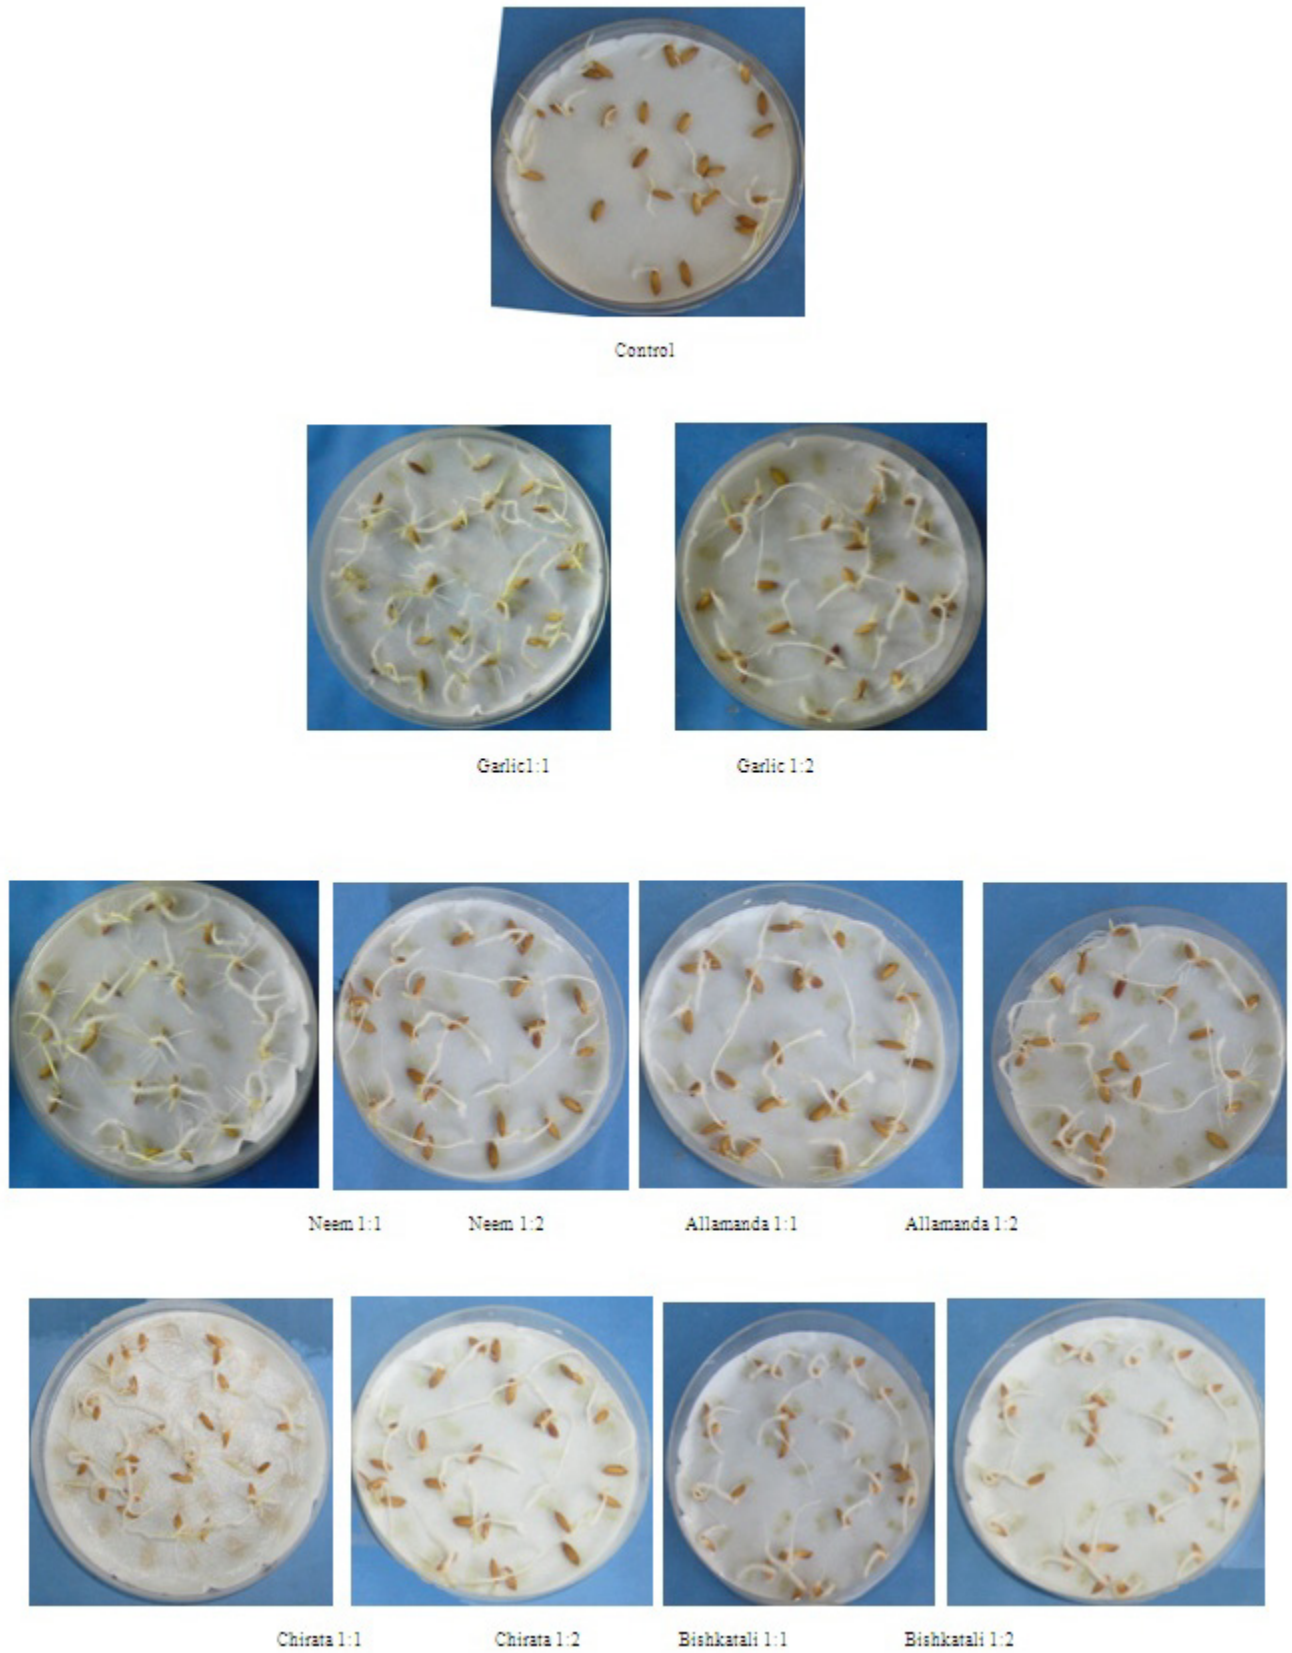 Control
Garlic1:1 Garlic 1:2
Neem 1:1 Neem 1:2 Allamanda 1:1 Allamanda 1:2
Chirata 1:1 Chirata 1:2 Bishkatali 1:1 Bishkatali 1:2